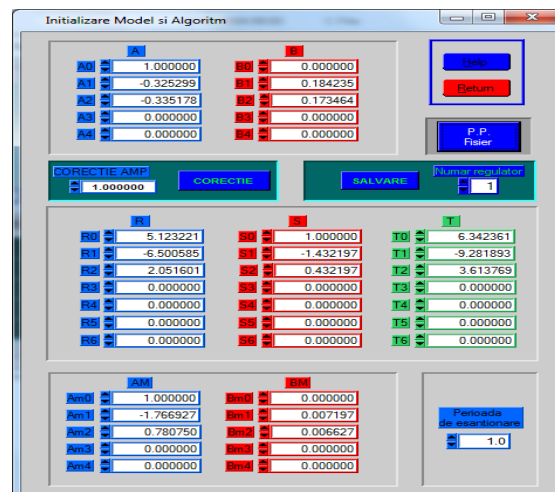 Initializare Model si Algoritm
A B
A0 1.000000 B0 0.000000
A1 -0.325299 B1 0.184235
A2 -0.335178 B2 0.173464
A3 0.000000 B3 0.000000
A4 0.000000 B4 0.000000
Help
Return
P.P.
Fisier
CORECTIE AMP
1.000000
CORECTIE
SALVARE
Numar regulator
1
R S T
R0 5.123221 S0 1.000000 T0 6.342361
R1 -6.500585 S1 -1.432197 T1 -9.281893
R2 2.051601 S2 0.432197 T2 3.613769
R3 0.000000 S3 0.000000 T3 0.000000
R4 0.000000 S4 0.000000 T4 0.000000
R5 0.000000 S5 0.000000 T5 0.000000
R6 0.000000 S6 0.000000 T6 0.000000
AM BM
Am0 1.000000 Bm0 0.000000
Am1 -1.766927 Bm1 0.007197
Am2 0.780750 Bm2 0.006627
Am3 0.000000 Bm3 0.000000
Am4 0.000000 Bm4 0.000000
Perioada
de esantionare
1.0